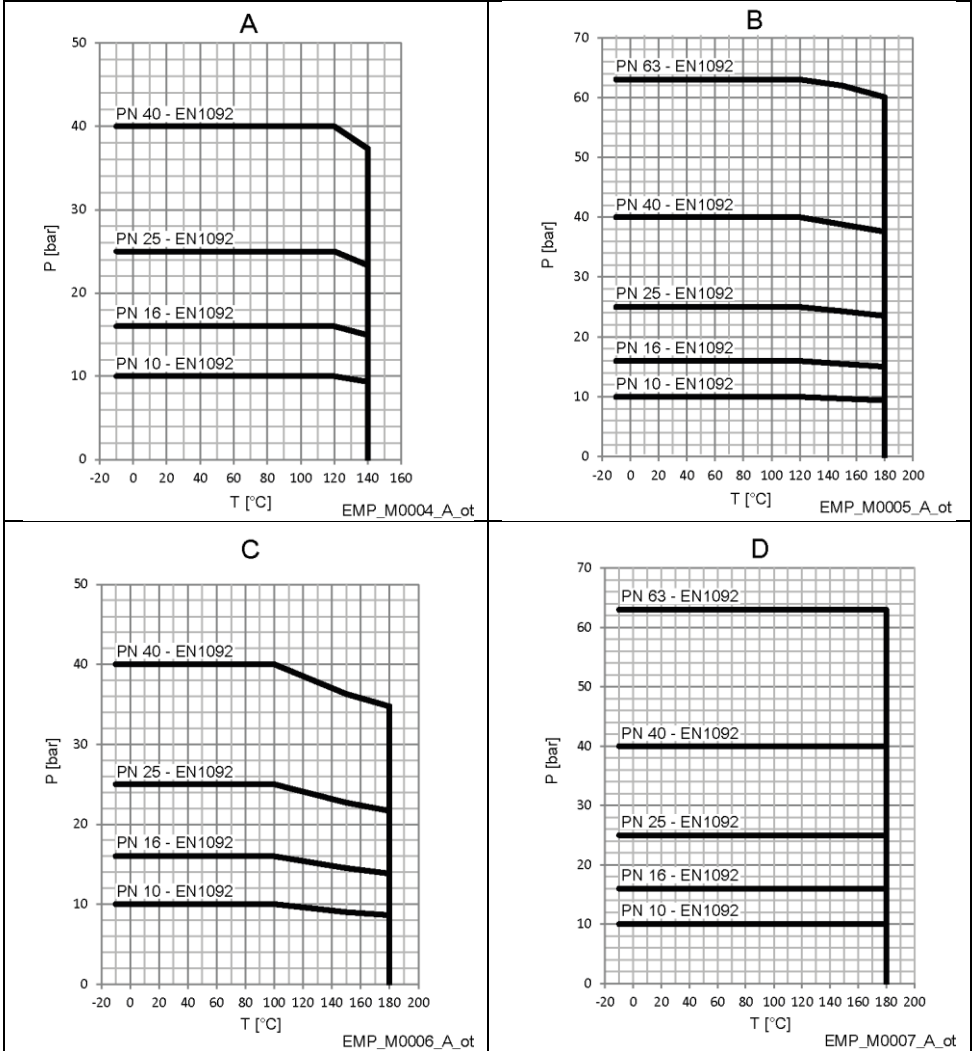 A
50
40
30
20
10
0
P [bar]
PN 40 - EN1092
PN 25 - EN1092
PN 16 - EN1092
PN 10 - EN1092
-20 0 20 40 60 80 100 120 140 160
T [°C]
EMP_M0004_A_ot
B
70
60
50
40
30
20
10
0
P [bar]
PN 63 - EN1092
PN 40 - EN1092
PN 25 - EN1092
PN 16 - EN1092
PN 10 - EN1092
-20 0 20 40 60 80 100 120 140 160 180 200
T [°C]
EMP_M0005_A_ot
C
50
40
30
20
10
0
P [bar]
PN 40 - EN1092
PN 25 - EN1092
PN 16 - EN1092
PN 10 - EN1092
-20 0 20 40 60 80 100 120 140 160 180 200
T [°C]
EMP_M0006_A_ot
D
70
60
50
40
30
20
10
0
P [bar]
PN 63 - EN1092
PN 40 - EN1092
PN 25 - EN1092
PN 16 - EN1092
PN 10 - EN1092
-20 0 20 40 60 80 100 120 140 160 180 200
T [°C]
EMP_M0007_A_ot